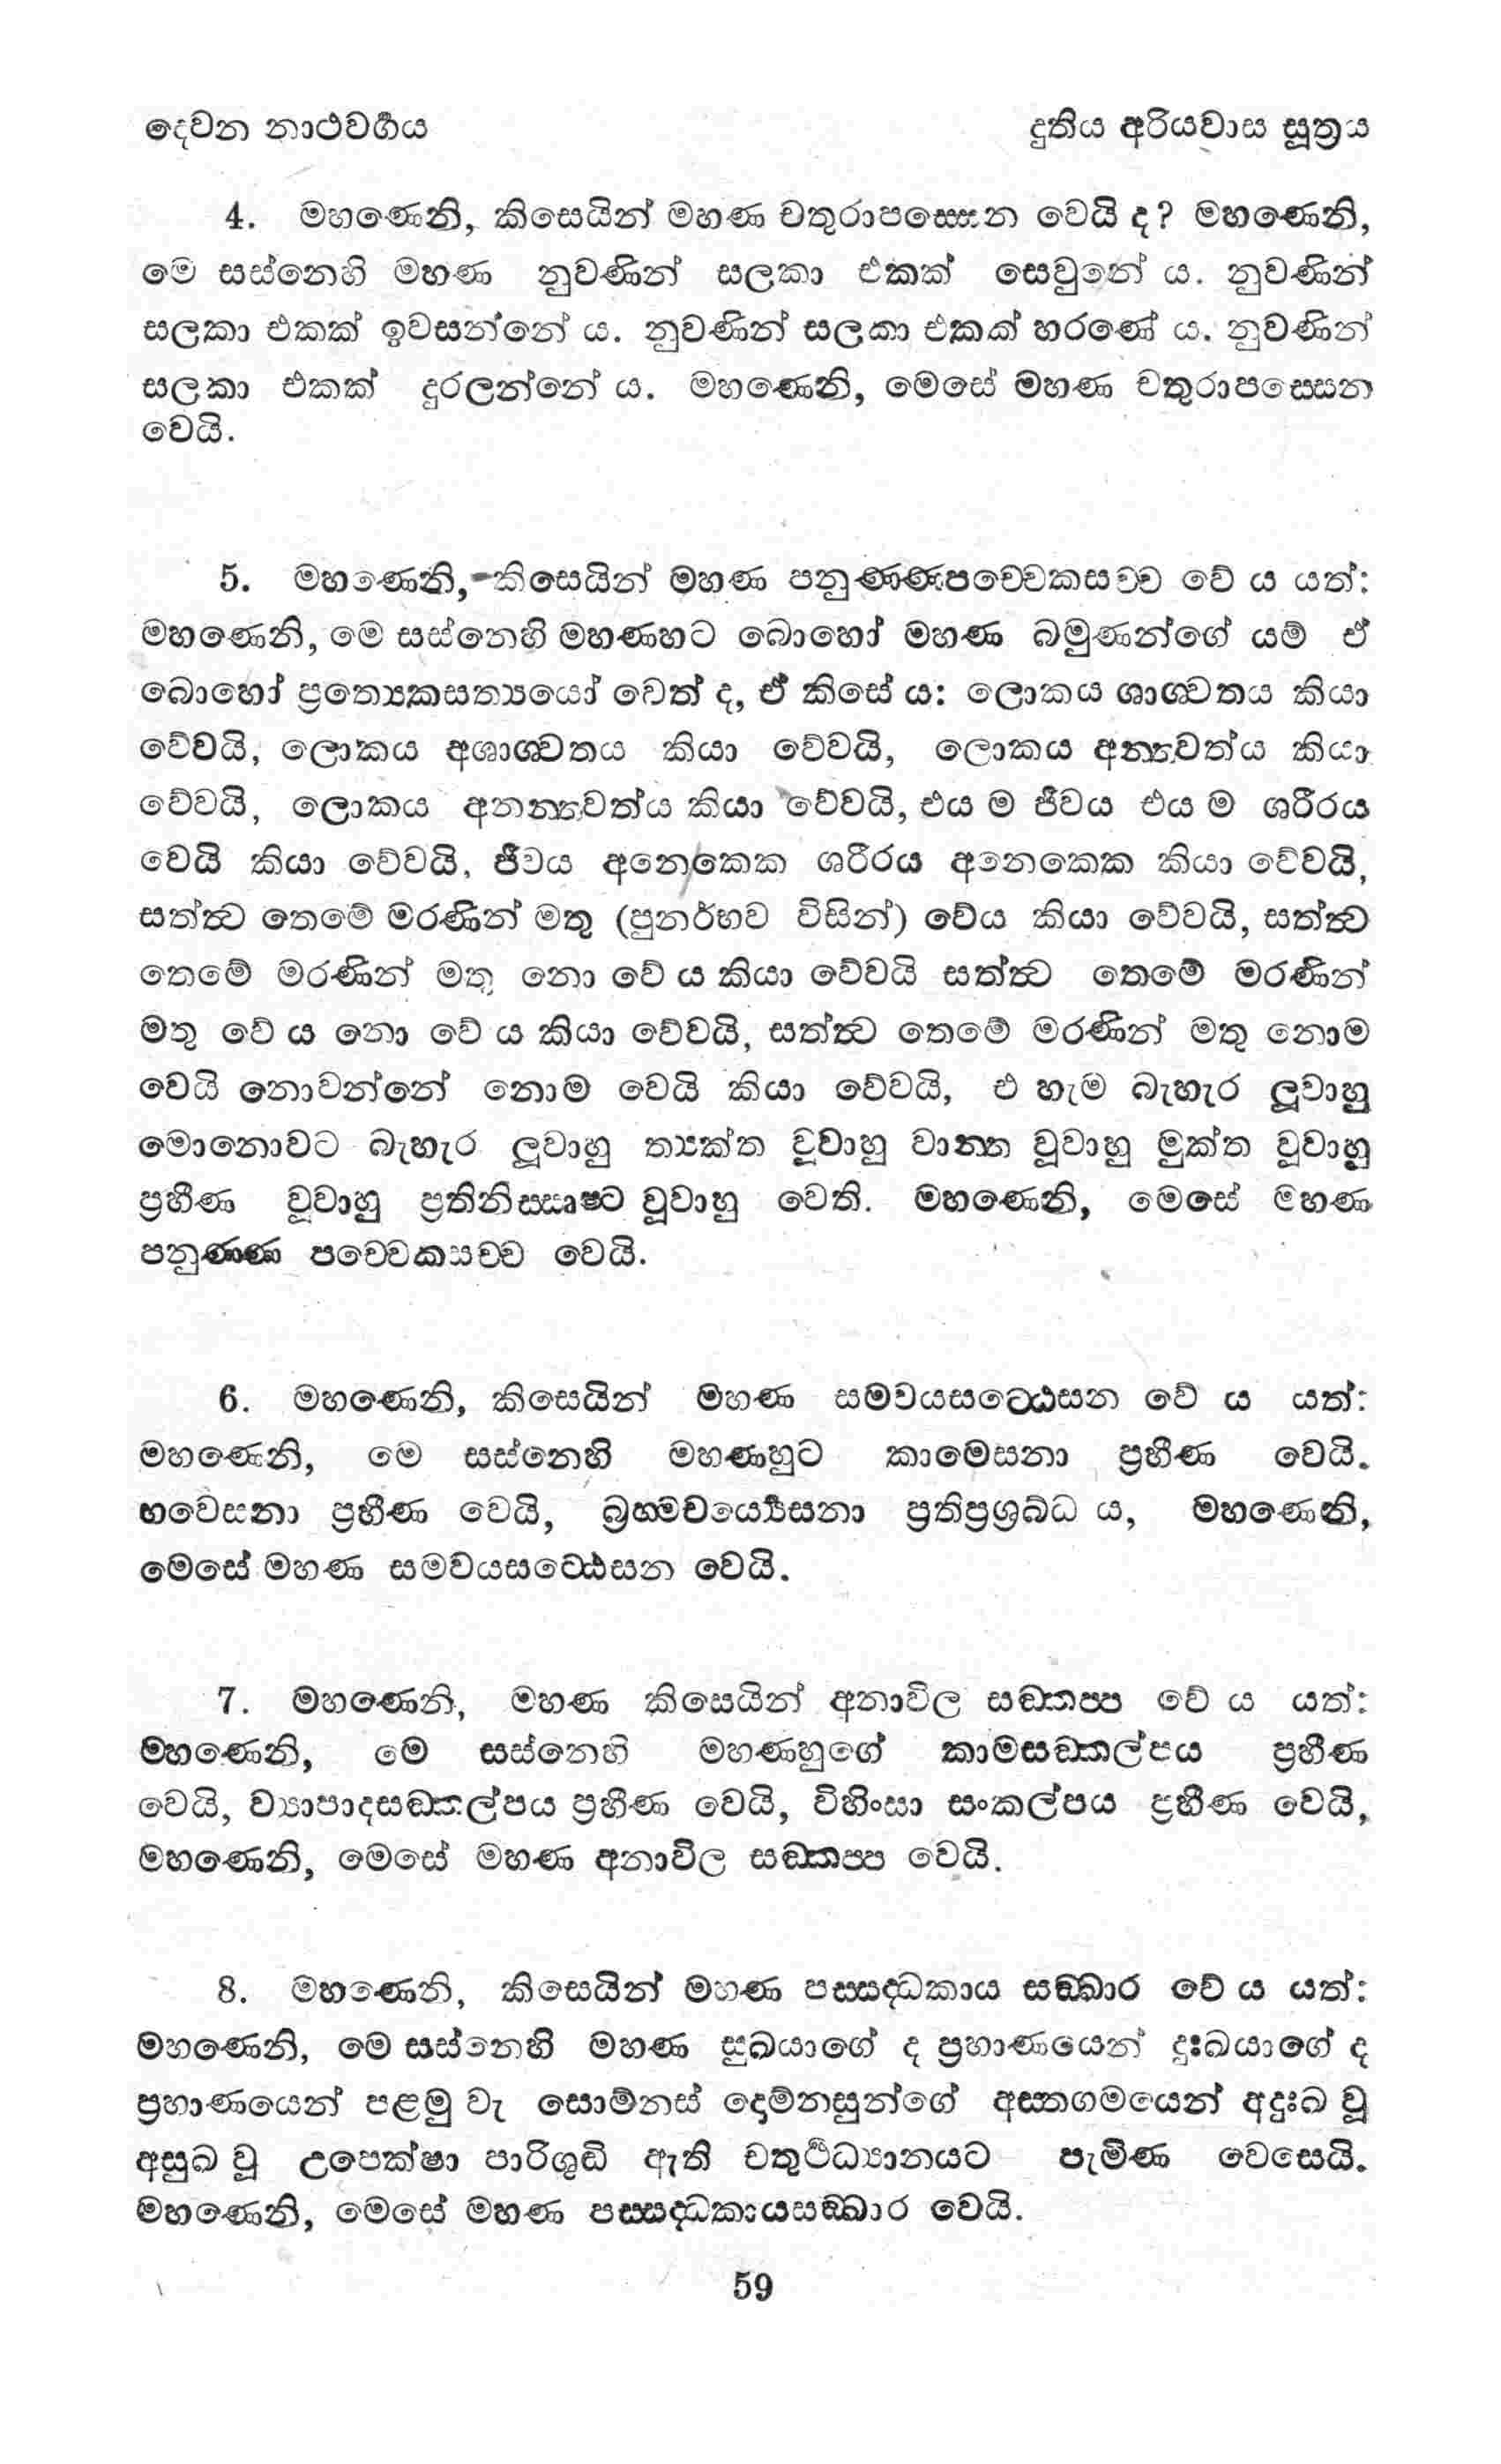 දෙවන නාථවර්‍ගය
දුතිය අරියවාස සූත්‍රය
4. මහණෙනි, කිසෙයින් මහණ චතුරාපස්සෙන වෙයි ද? මහණෙනි,
මෙ සස්නෙහි මහණ නුවණින් සලකා එකක් සෙවුනේ ය. නුවණින්
සලකා එකක් ඉවසන්නේ ය. නුවණින් සලකා එකක් හරණේ ය. නුවණින්
සලකා එකක් දුරලන්නේ ය. මහණෙනි, මෙසේ මහණ චතුරාපස්සෙන
වෙයි.
5. මහණෙනි, කිසෙයින් මහණ පනුණ්ණපච්චෙකසච්ච වේ ය යත්:
මහණෙනි, මෙ සස්නෙහි මහණහට බොහෝ මහණ බමුණන්ගේ යම් ඒ
බොහෝ ප්‍රත්‍යෙකසත්‍යයෝ වෙත් ද, ඒ කිසේ ය: ලොකය ශාශ්වතය කියා
වේවයි, ලොකය අශාශ්වතය කියා වේවයි, ලොකය අන්තවත්ය කියා
වේවයි, ලොකය අනන්තවත්ය කියා වේවයි, එය ම ජීවය එය ම ශරීරය
වෙයි කියා වේවයි, ජීවය අනෙකෙක ශරීරය අනෙකෙක කියා වේවයි,
සත්ත්ව තෙමේ මරණින් මතු (පුනර්භව විසින්) වේය කියා වේවයි, සත්ත්ව
තෙමේ මරණින් මතු නො වේ ය කියා වේවයි සත්ත්ව තෙමේ මරණින්
මතු වේ ය නො වේ ය කියා වේවයි, සත්ත්ව තෙමේ මරණින් මතු නොම
වෙයි නොවන්නේ නොම වෙයි කියා වේවයි, එ හැම බැහැර ලූවාහු
මොනොවට බැහැර ලූවාහු ත්‍යක්ත වූවාහු වාන්ත වූවාහු මුක්ත වූවාහු
ප්‍රහීණ වූවාහු ප්‍රතිනිස්සෘෂ්ට වූවාහු වෙති. මහණෙනි, මෙසේ මහණ
පනුණ්ණ පච්චෙකසච්ච වෙයි.
6. මහණෙනි, කිසෙයින් මහණ සමවයසට්ඨෙසන වේ ය යත්:
මහණෙනි, මෙ සස්නෙහි මහණහුට කාමෙසනා ප්‍රහීණ වෙයි.
භවෙසනා ප්‍රහීණ වෙයි, බ්‍රහ්මචර්‍ය්‍යෙසනා ප්‍රතිප්‍රශ්‍රබ්ධ ය, මහණෙනි,
මෙසේ මහණ සමවයසට්ඨෙසන වෙයි.
7. මහණෙනි, මහණ කිසෙයින් අනාවිල සඞ්කප්ප වේ ය යත්:
මහණෙනි, මෙ සස්නෙහි මහණහුගේ කාමසඞ්කල්පය ප්‍රහීණ
වෙයි, ව්‍යාපාදසඞ්කල්පය ප්‍රහීණ වෙයි, විහිංසා සංකල්පය ප්‍රහීණ වෙයි,
මහණෙනි, මෙසේ මහණ අනාවිල සඞ්කප්ප වෙයි.
8. මහණෙනි, කිසෙයින් මහණ පස්සද්ධකාය සඞ්ඛාර වේ ය යත්:
මහණෙනි, මෙ සස්නෙහි මහණ සුඛයාගේ ද ප්‍රහාණයෙන් දුඃඛයාගේ ද
ප්‍රහාණයෙන් පළමු වැ සොම්නස් දොම්නසුන්ගේ අස්තගමයෙන් අදුඃඛ වූ
අසුඛ වූ උපෙක්ෂා පාරිශුද්ධි ඇති චතුර්‍ථධ්‍යානයට පැමිණ වෙසෙයි.
මහණෙනි, මෙසේ මහණ පස්සද්ධකායසඞ්ඛාර වෙයි.
59